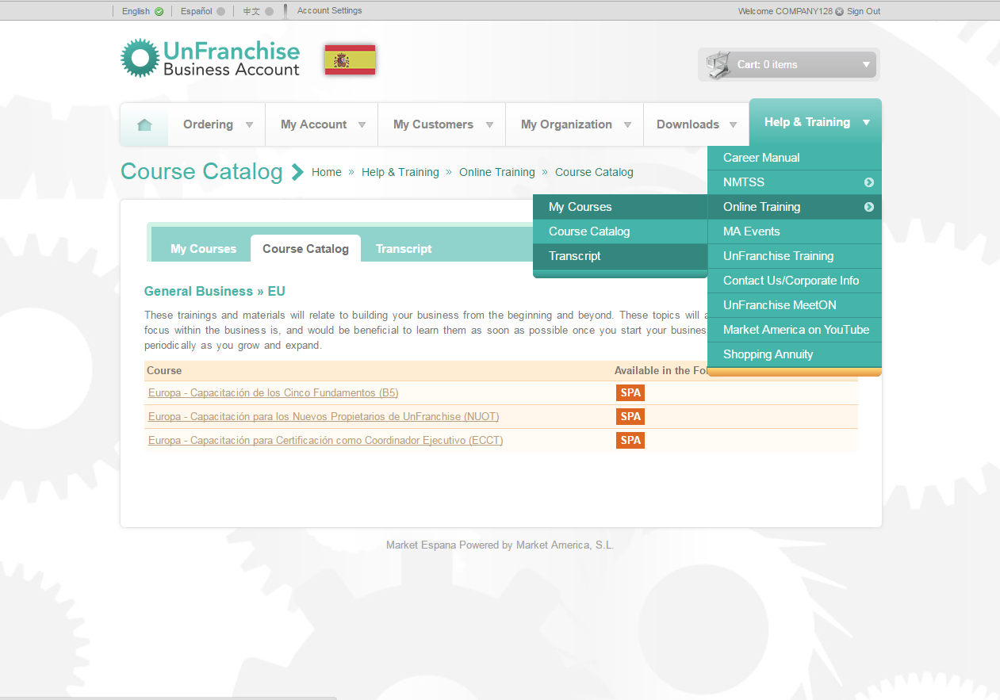 English Español 中文 Account Settings Welcome COMPANY128 Sign Out
UnFranchise
Business Account
Cart: 0 items
Ordering My Account My Customers My Organization Downloads Help & Training
Course Catalog Home » Help & Training » Online Training » Course Catalog
Career Manual
NMTSS
Online Training
MA Events
UnFranchise Training
Contact Us/Corporate Info
UnFranchise MeetON
Market America on YouTube
Shopping Annuity
My Courses
Course Catalog
Transcript
My Courses Course Catalog Transcript
General Business » EU
These trainings and materials will relate to building your business from the beginning and beyond. These topics will
focus within the business is, and would be beneficial to learn them as soon as possible once you start your busines
periodically as you grow and expand.
Course Available in the
Europa - Capacitación de los Cinco Fundamentos (B5) SPA
Europa - Capacitación para los Nuevos Propietarios de UnFranchise (NUOT) SPA
Europa - Capacitación para Certificación como Coordinador Ejecutivo (ECCT) SPA
Market Espana Powered by Market America, S.L.